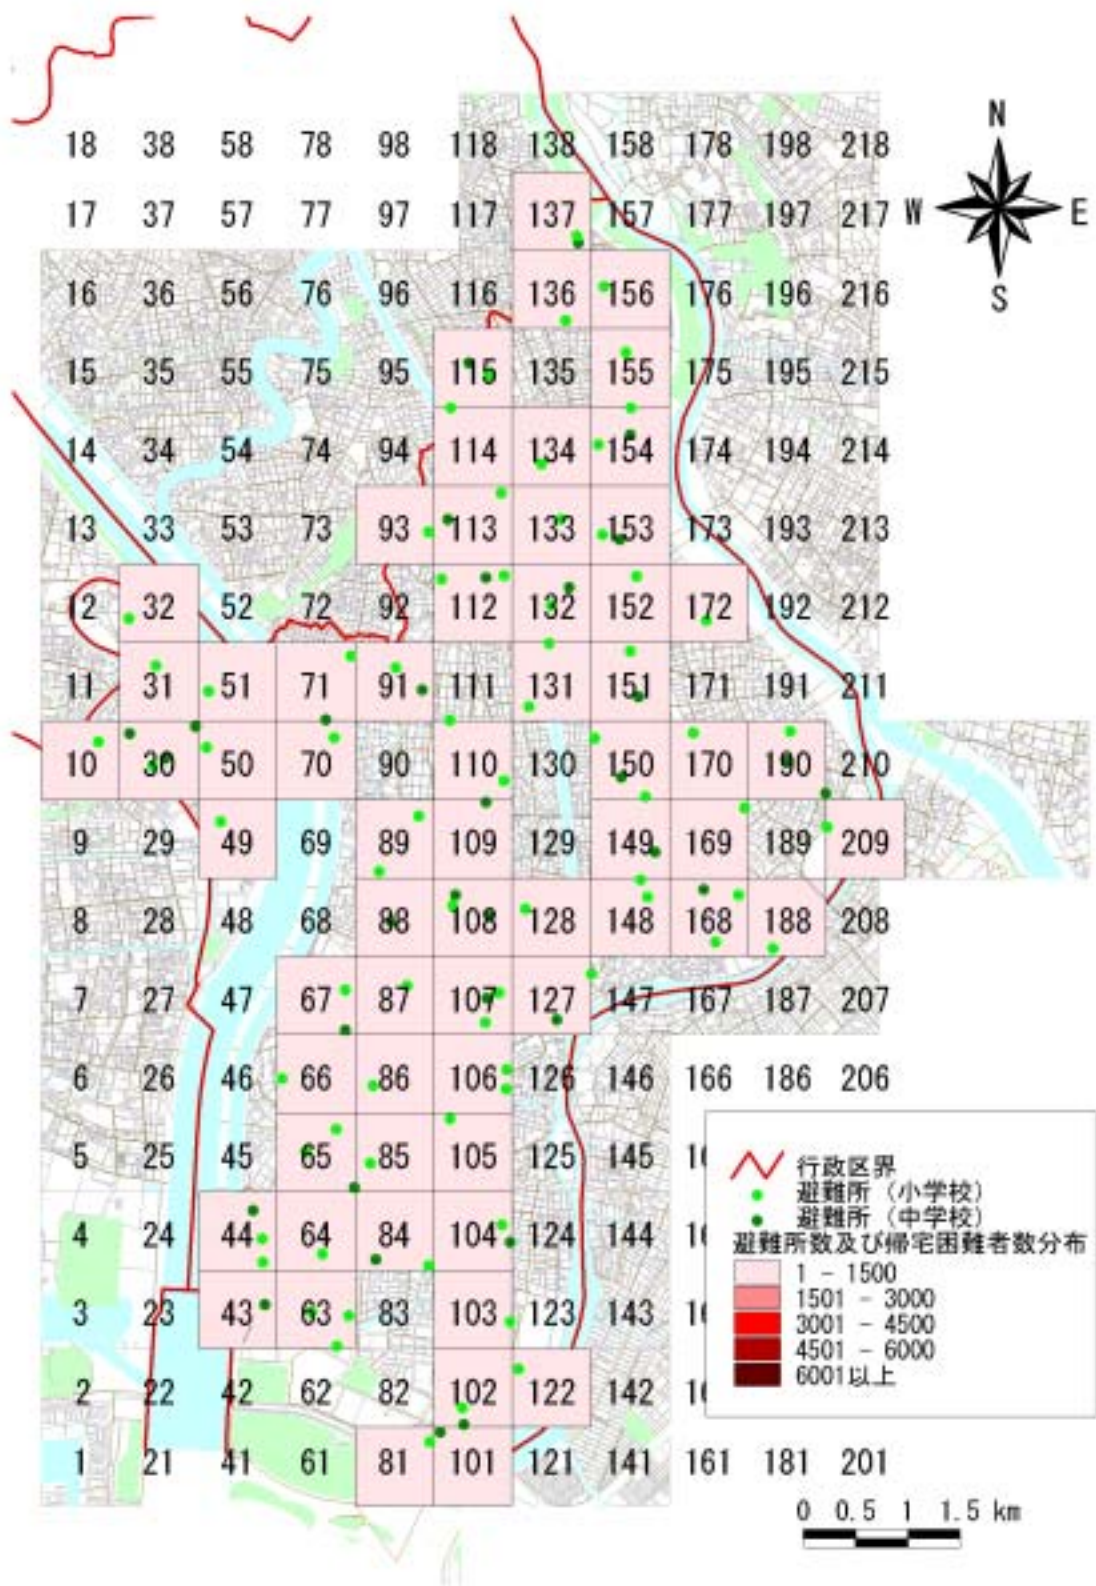 N
18 38 58 78 98 118 138 158 178 198 218
17 37 57 77 97 117 137 157 177 197 217 W E
16 36 56 76 96 116 136 156 176 196 216 S
15 35 55 75 95 115 135 155 175 195 215
14 34 54 74 94 114 134 154 174 194 214
13 33 53 73 93 113 133 153 173 193 213
12 32 52 72 92 112 132 152 172 192 212
11 31 51 71 91 111 131 151 171 191 211
10 30 50 70 90 110 130 150 170 190 210
9 29 49 69 89 109 129 149 169 189 209
8 28 48 68 88 108 128 148 168 188 208
7 27 47 67 87 107 127 147 167 187 207
6 26 46 66 86 106 126 146 166 186 206
5 25 45 65 85 105 125 145
4 24 44 64 84 104 124 144
3 23 43 63 83 103 123 143
2 22 42 62 82 102 122 142
1 21 41 61 81 101 121 141 161 181 201
行政区界
避難所（小学校）
避難所（中学校）
避難所数及び帰宅困難者数分布
1 - 1500
1501 - 3000
3001 - 4500
4501 - 6000
6001以上
0 0.5 1 1.5 km